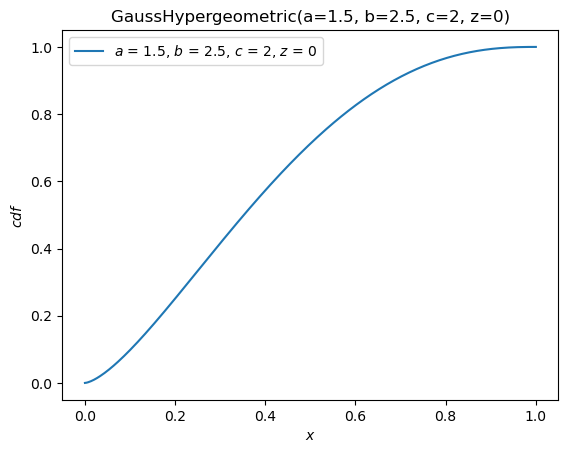 GaussHypergeometric(a=1.5, b=2.5, c=2, z=0)
a = 1.5, b = 2.5, c = 2, z = 0
1.0
0.8
0.6
0.4
0.2
0.0
cdf
0.0 0.2 0.4 0.6 0.8 1.0
x